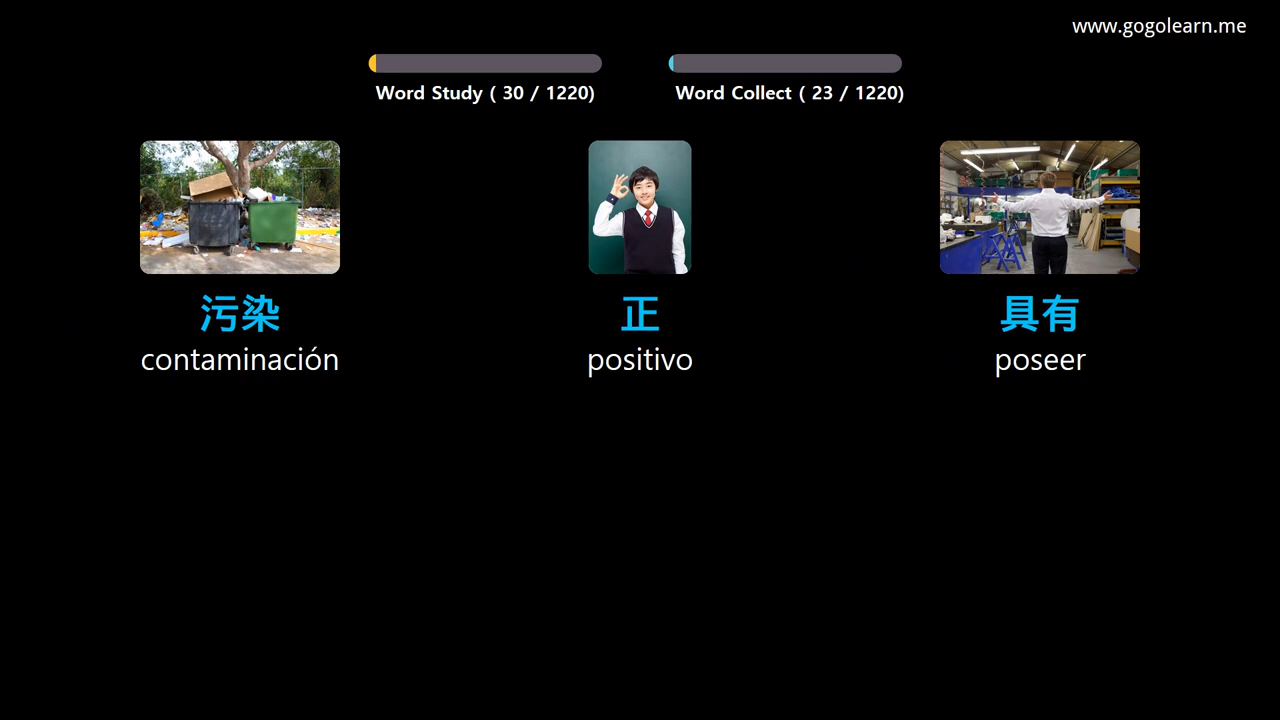 www.gogolearn.me
Word Study ( 30 / 1220)
Word Collect ( 23 / 1220)
污染
contaminación
正
positivo
具有
poseer